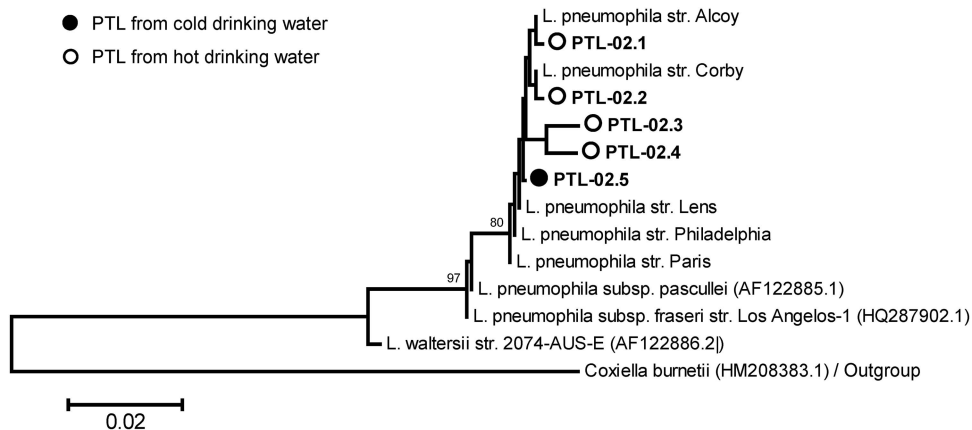 PTL from cold drinking water
PTL from hot drinking water
L. pneumophila str. Alcoy
PTL-02.1
L. pneumophila str. Corby
PTL-02.2
PTL-02.3
PTL-02.4
PTL-02.5
L. pneumophila str. Lens
80
L. pneumophila str. Philadelphia
L. pneumophila str. Paris
97
L. pneumophila subsp. pascullei (AF122885.1)
L. pneumophila subsp. fraseri str. Los Angelos-1 (HQ287902.1)
L. waltersii str. 2074-AUS-E (AF122886.2|)
Coxiella burnetii (HM208383.1) / Outgroup
0.02